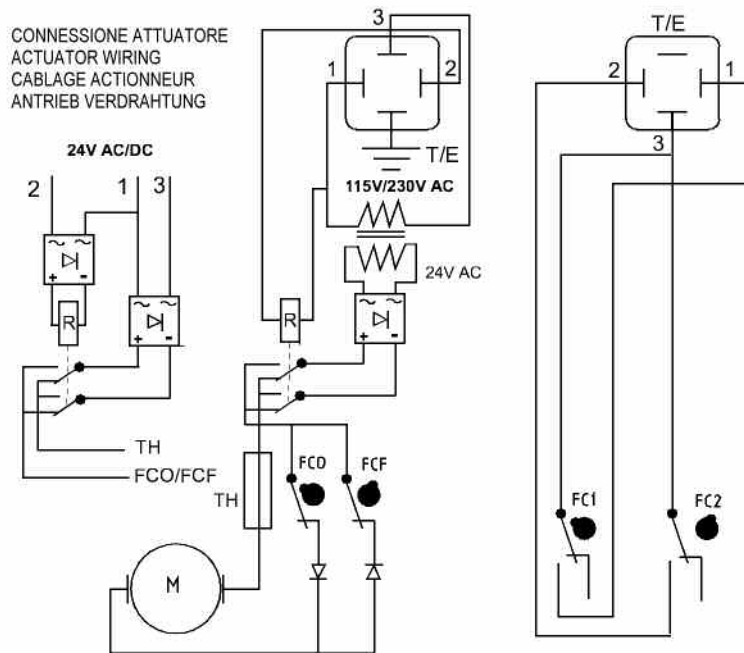 CONNESSIONE ATTUATORE
ACTUATOR WIRING
CABLAGE ACTIONNEUR
ANTRIEB VERDRAHTUNG
3
1
2
T/E
115V/230V AC
24V AC
T/E
2
1
3
24V AC/DC
2
1
3
~ ~
+ -
R
~ ~
+ -
TH
FCO/FCF
R
~ ~
+ -
TH
FCO
FCF
M
FC1
FC2